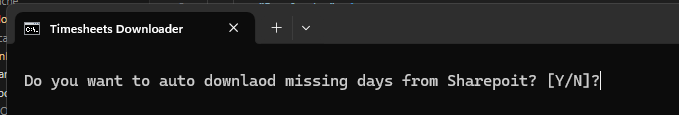 Timesheets Downloader
Do you want to auto downlaod missing days from Sharepoit? [Y/N]?